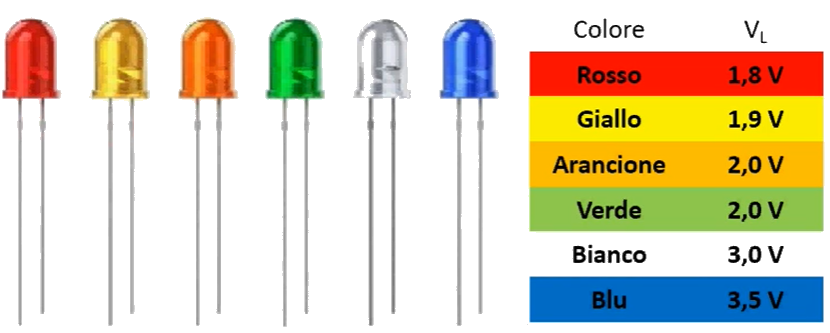 Colore V_L
Rosso 1,8 V
Giallo 1,9 V
Arancione 2,0 V
Verde 2,0 V
Bianco 3,0 V
Blu 3,5 V